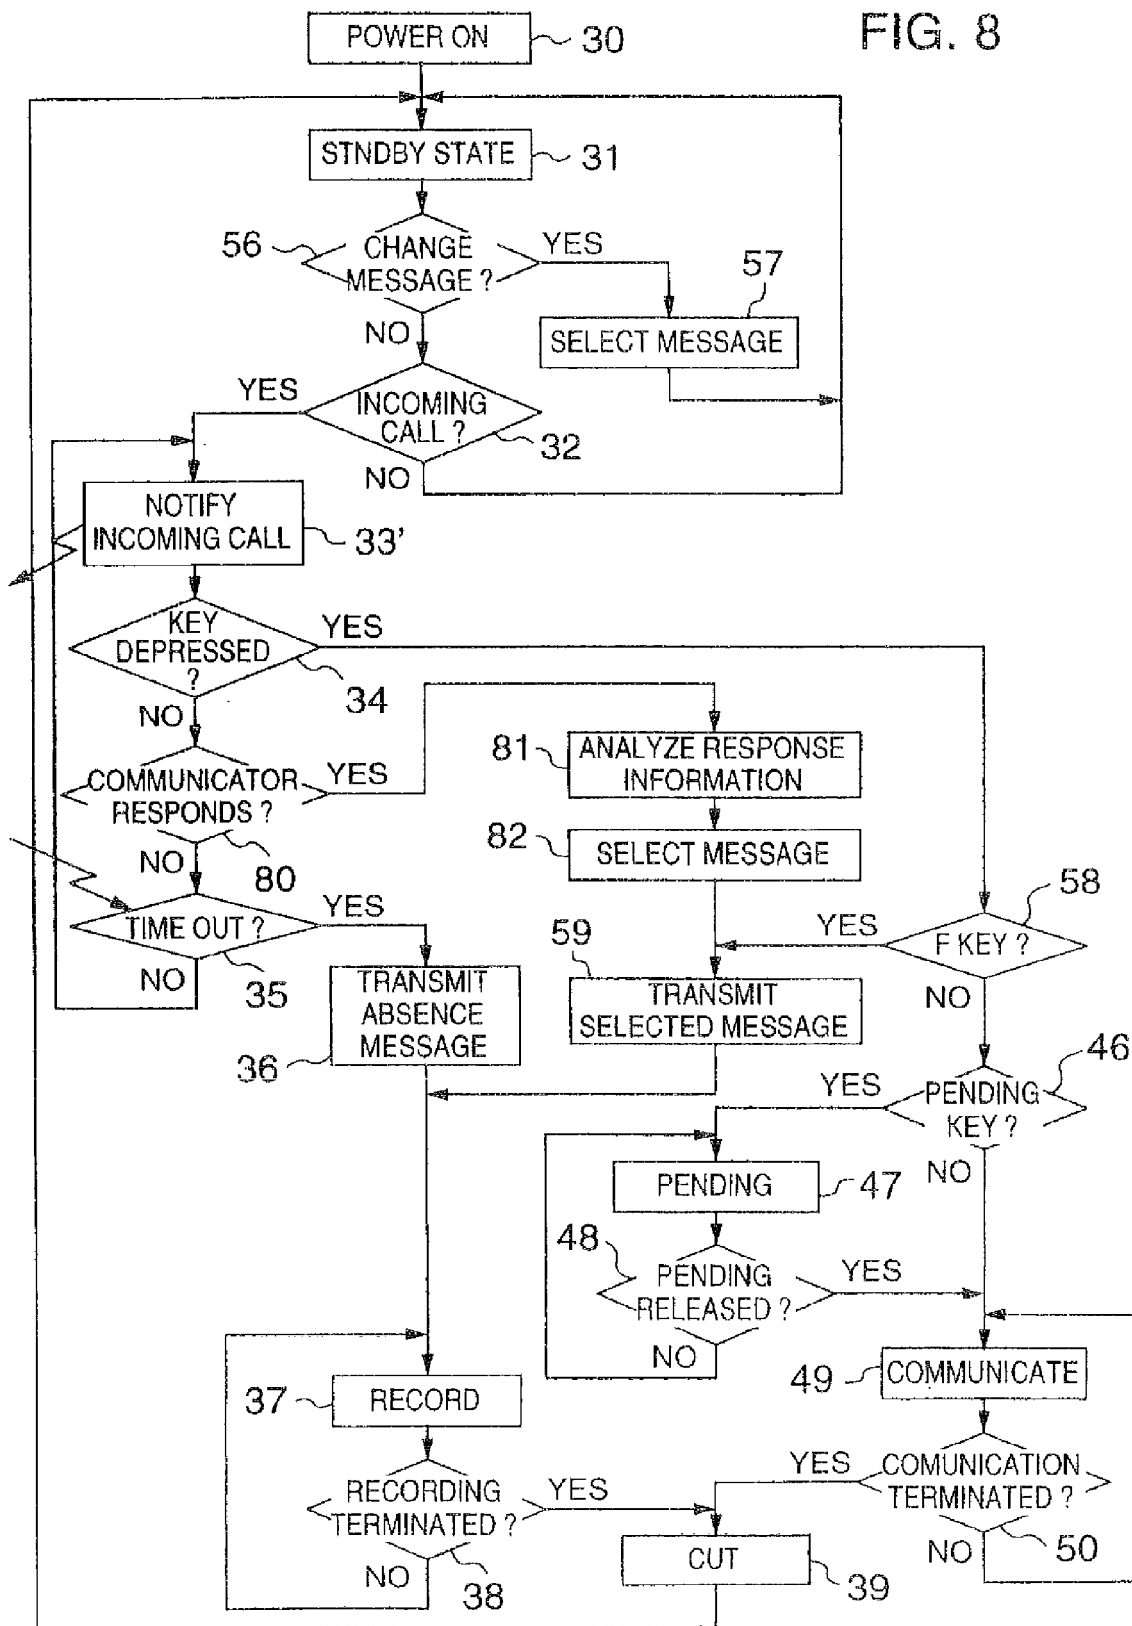 FIG. 8
POWER ON
30
STNDBY STATE
31
56
CHANGE
MESSAGE ?
YES
57
NO
SELECT MESSAGE
YES
INCOMING
CALL ?
32
NO
NOTIFY
INCOMING CALL
33'
KEY
DEPRESSED
?
YES
34
NO
COMMUNICATOR
RESPONDS ?
YES
81
ANALYZE RESPONSE
INFORMATION
82
SELECT MESSAGE
NO
80
58
TIME OUT ?
YES
59
YES
F KEY ?
NO
35
TRANSMIT
ABSENCE
MESSAGE
36
TRANSMIT
SELECTED MESSAGE
NO
46
YES
PENDING
KEY ?
NO
PENDING
47
48
PENDING
RELEASED ?
YES
NO
37
RECORD
49
COMMUNICATE
RECORDING
TERMINATED ?
YES
YES
COMUNICATION
TERMINATED ?
NO
38
CUT
39
NO
50